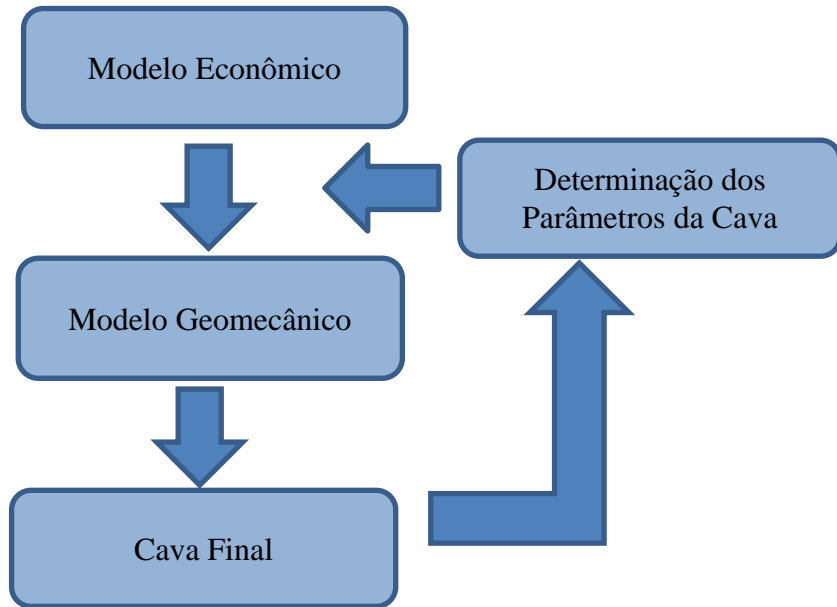 Modelo Econômico
Determinação dos
Parâmetros da Cava
Modelo Geomecânico
Cava Final